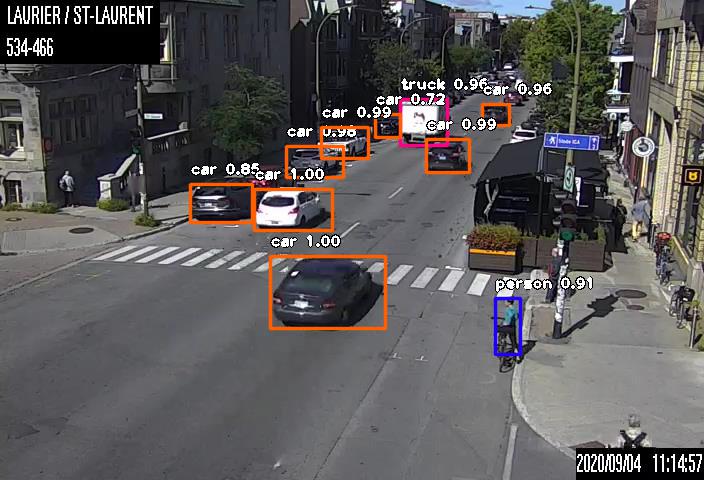 LAURIER / ST-LAURENT
534-466
truck 0.96
car 0.96
car 0.72
car 0.99
car 0.99
car 0.98
car 0.85
car 1.00
car 1.00
person 0.91
Stade IGA
2020/09/04 11:14:57